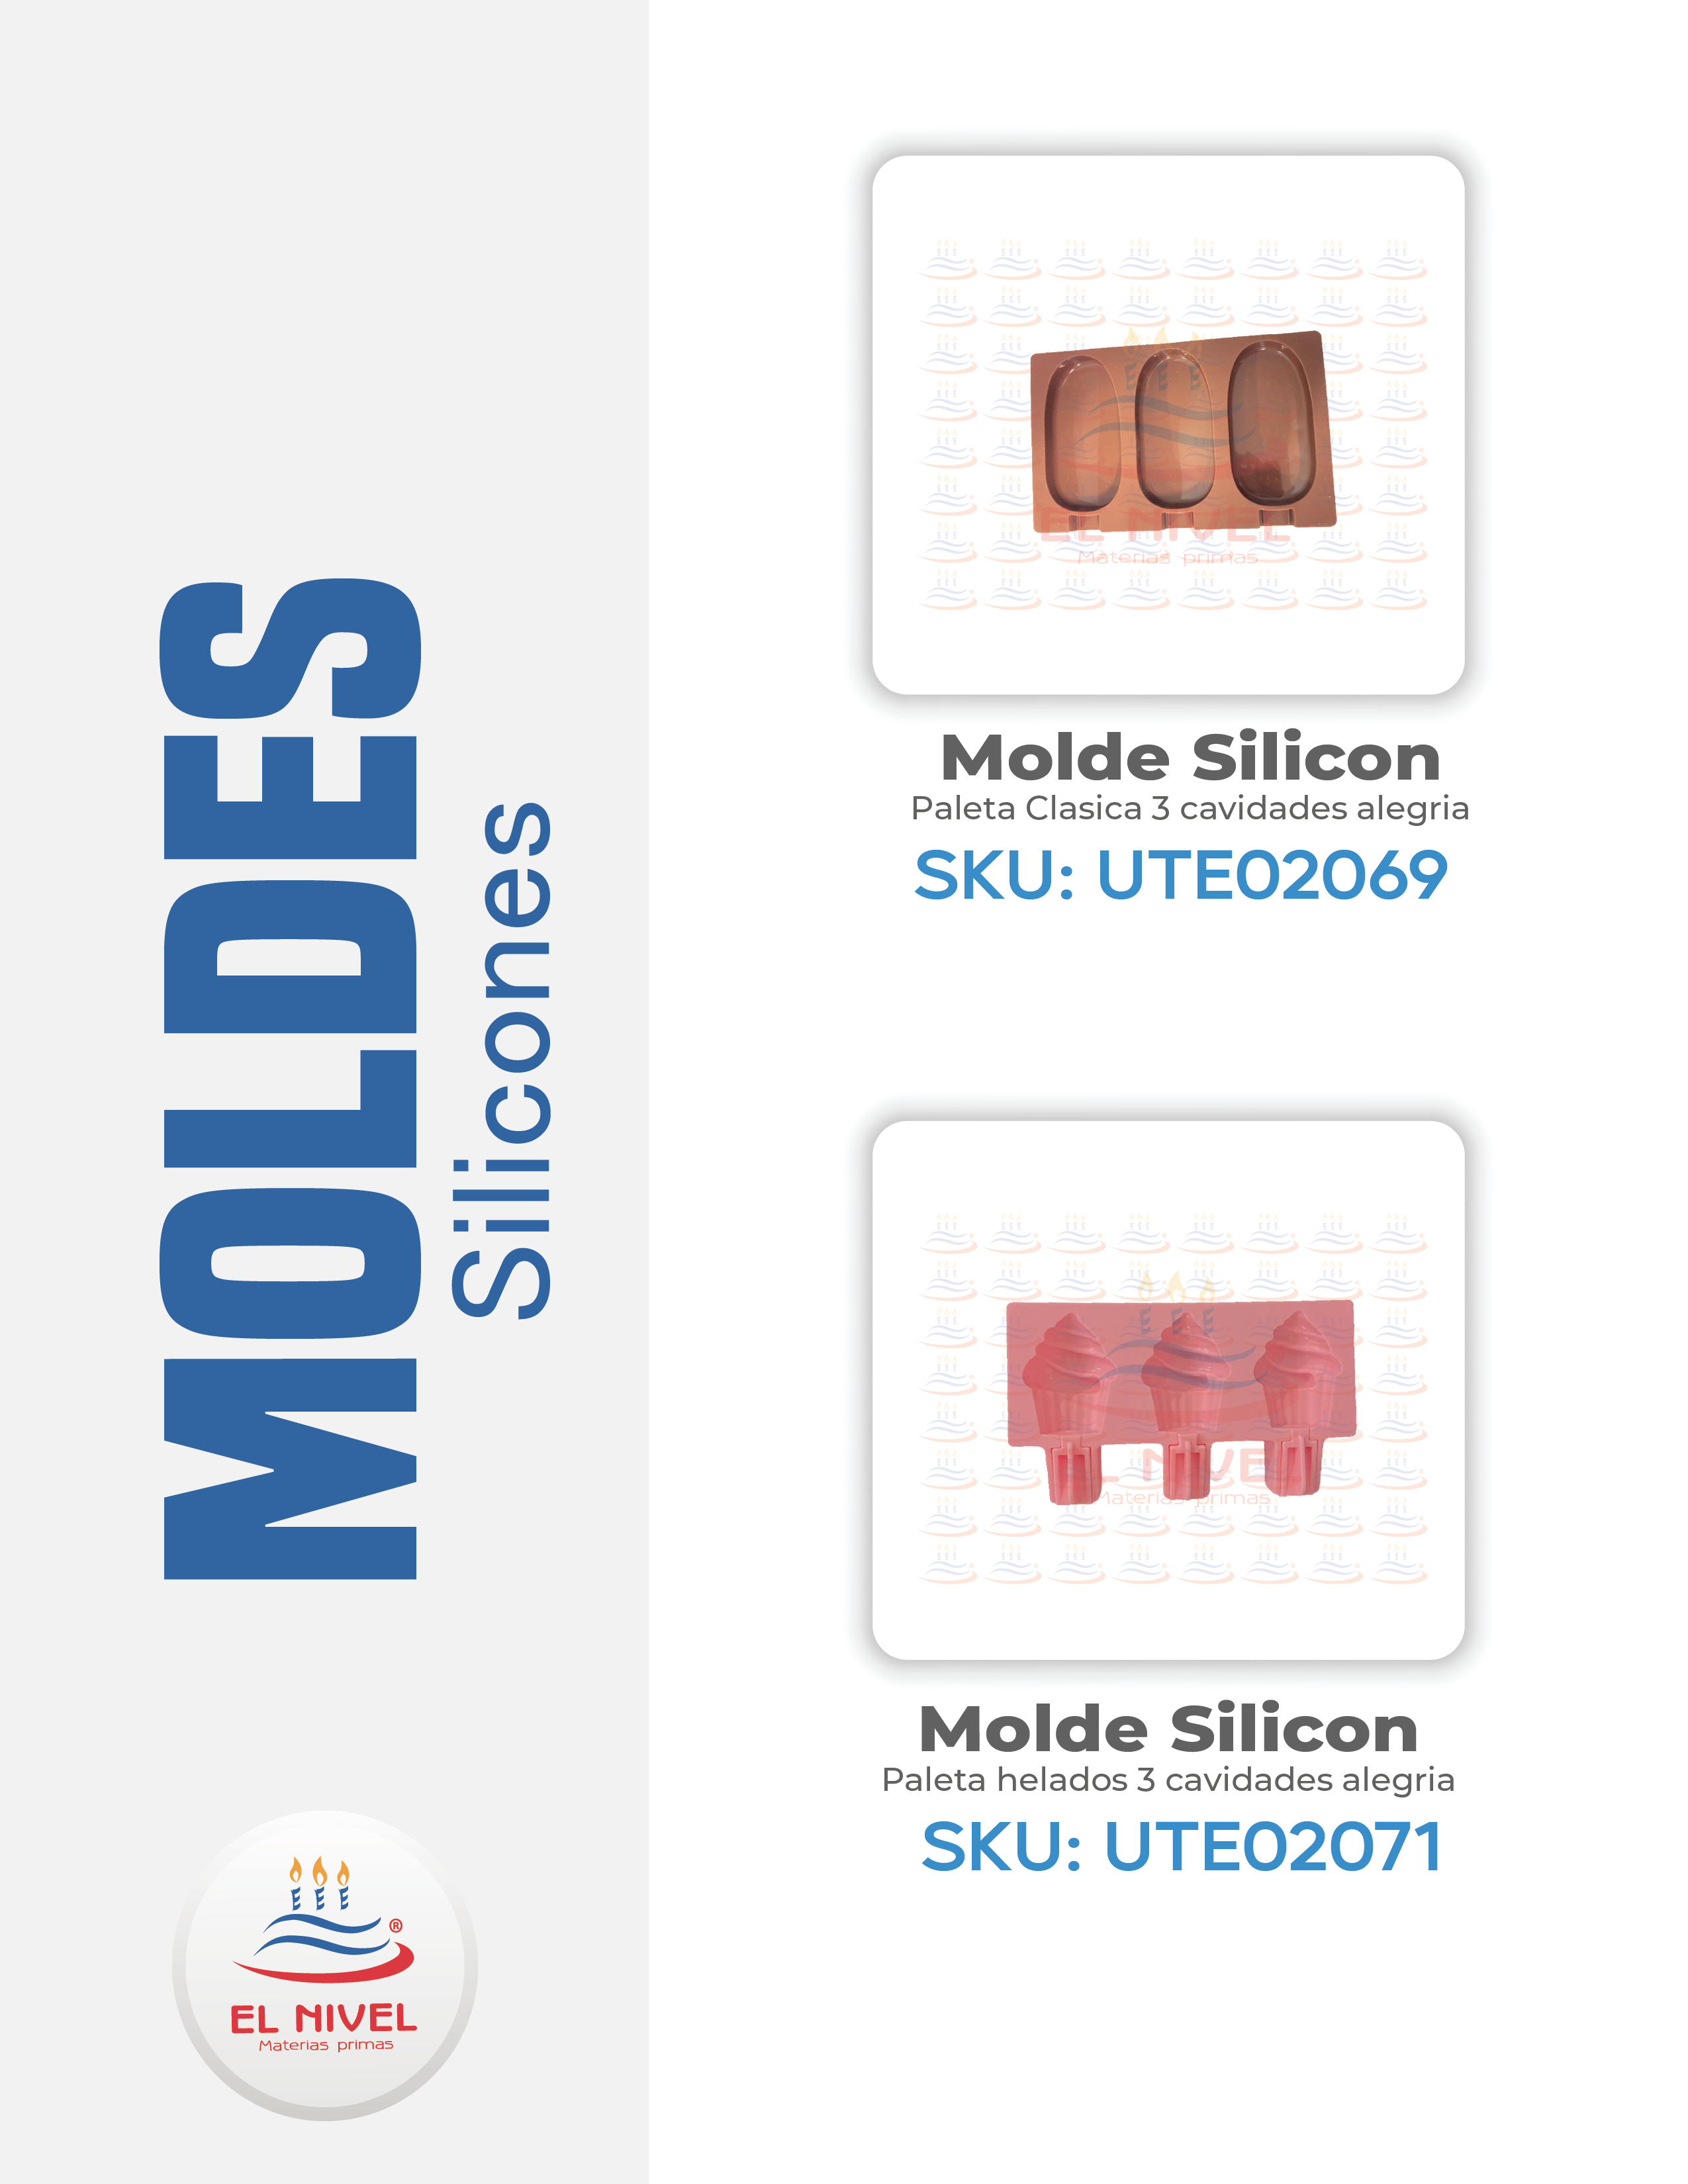 MOLDES
Silicones
EL NIVEL
Materias primas
Molde Silicon
Paleta Clasica 3 cavidades alegria
SKU: UTE02069
EL NIVEL
Materias primas
Molde Silicon
Paleta helados 3 cavidades alegria
SKU: UTE02071
®
EL NIVEL
Materias primas